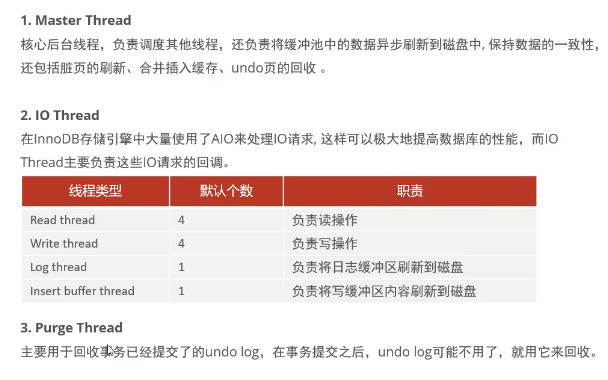 1. Master Thread
核心后台线程，负责调度其他线程，还负责将缓冲池中的数据异步刷新到磁盘中, 保持数据的一致性，
还包括脏页的刷新、合并插入缓存、undo页的回收 。
2. IO Thread
在InnoDB存储引擎中大量使用了AIO来处理IO请求, 这样可以极大地提高数据库的性能，而IO
Thread主要负责这些IO请求的回调。
线程类型 默认个数 职责
Read thread 4 负责读操作
Write thread 4 负责写操作
Log thread 1 负责将日志缓冲区刷新到磁盘
Insert buffer thread 1 负责将写缓冲区内容刷新到磁盘
3. Purge Thread
主要用于回收事务已经提交了的undo log，在事务提交之后，undo log可能不用了，就用它来回收。